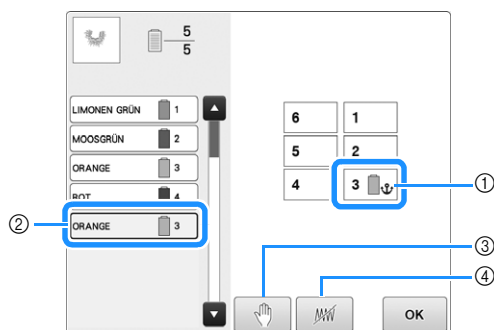 5
5
LIMONEN GRÜN 1
MOOSGRÜN 2
ORANGE 3
ROT 4
ORANGE 3
6 1
5 2
4 3
OK
①
②
③
④